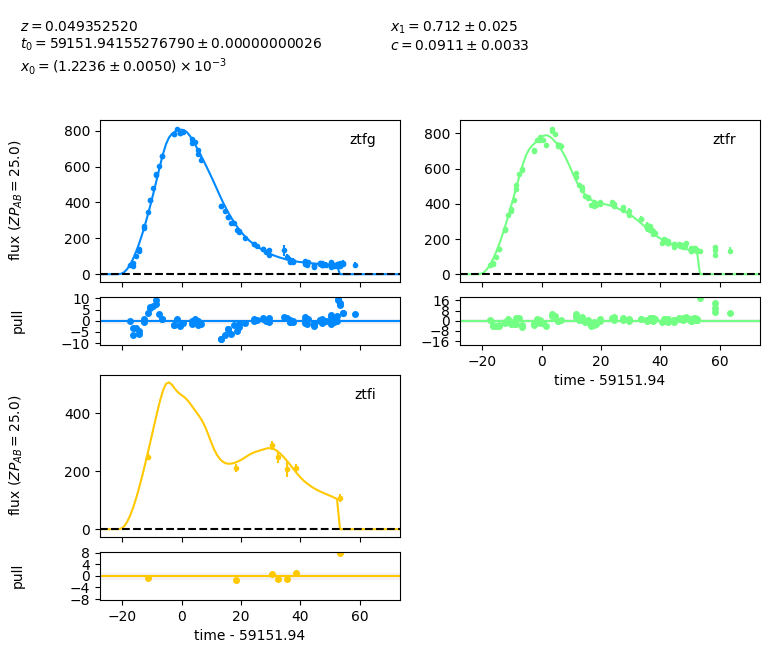 z = 0.049352520
x₁ = 0.712 ± 0.025
t₀ = 59151.94155276790 ± 0.00000000026
c = 0.0911 ± 0.0033
x₀ = (1.2236 ± 0.0050) × 10⁻³
flux (ZP_AB = 25.0)
800
600
400
200
0
ztfg
800
600
400
200
0
ztfr
pull
10
5
0
−5
−10
16
8
0
−8
−16
−20 0 20 40 60
time - 59151.94
flux (ZP_AB = 25.0)
400
200
0
ztfi
pull
8
4
0
−4
−8
−20 0 20 40 60
time - 59151.94